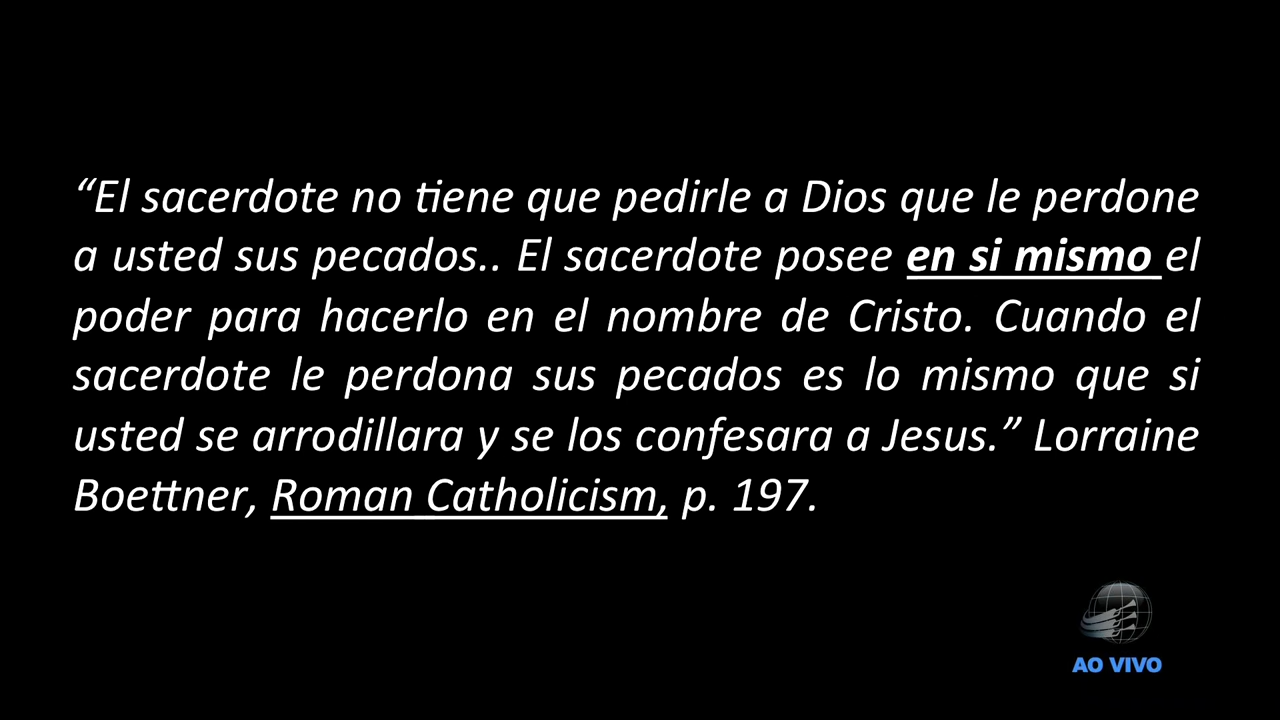 “El sacerdote no tiene que pedirle a Dios que le perdone
a usted sus pecados.. El sacerdote posee en si mismo el
poder para hacerlo en el nombre de Cristo. Cuando el
sacerdote le perdona sus pecados es lo mismo que si
usted se arrodillara y se los confesara a Jesus.” Lorraine
Boettner, Roman Catholicism, p. 197.
AO VIVO